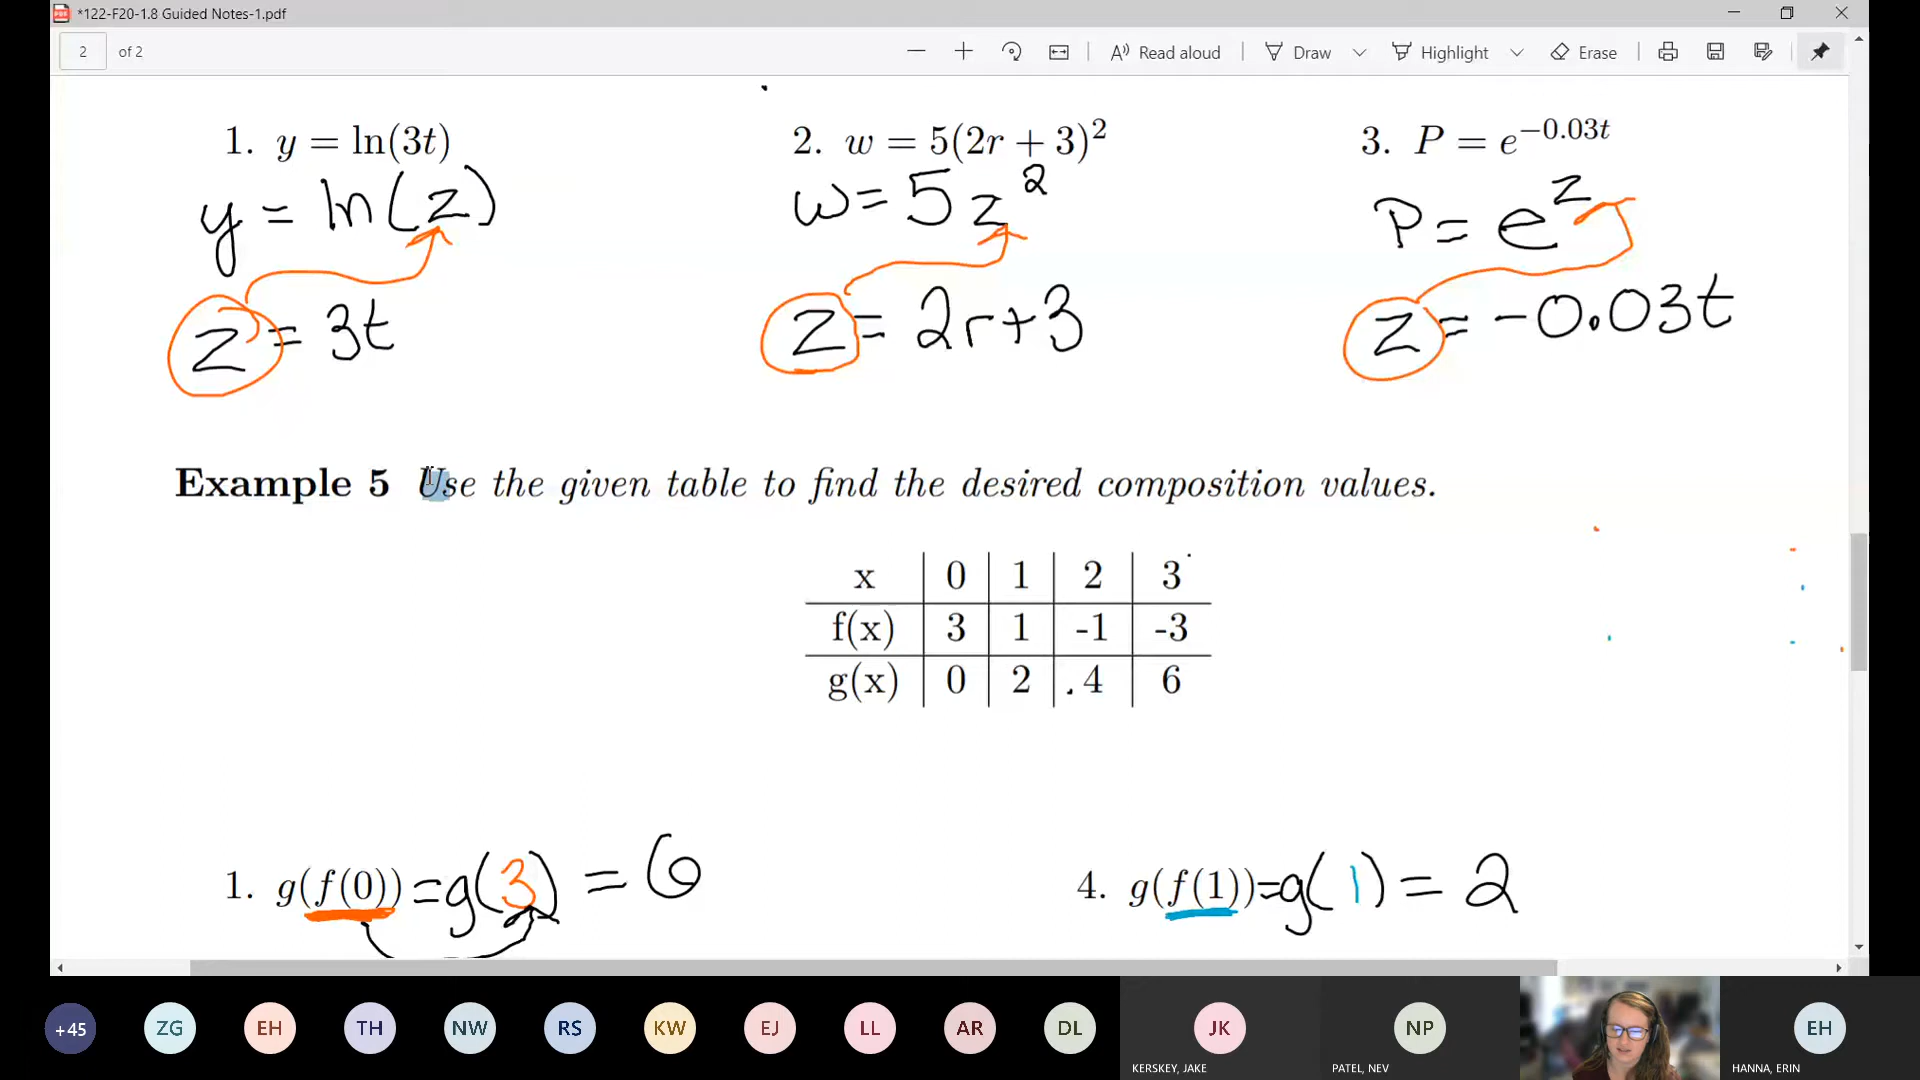 *122-F20-1.8 Guided Notes-1.pdf
2 of 2 Read aloud Draw Highlight Erase
1. y = ln(3t) 2. w = 5(2r + 3)² 3. P = e^{-0.03t}
y = ln(z) w = 5z² P = e^z
z = 3t z = 2r+3 z = -0.03t
Example 5 Use the given table to find the desired composition values.
x 0 1 2 3
f(x) 3 1 -1 -3
g(x) 0 2 4 6
1. g(f(0)) = g(3) = 6 4. g(f(1)) = g(1) = 2
+45 ZG EH TH NW RS KW EJ LL AR DL JK NP EH
KERSKEY, JAKE PATEL, NEV HANNA, ERIN